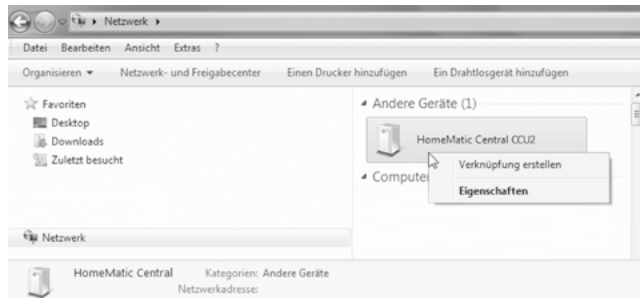 Netzwerk
Datei Bearbeiten Ansicht Extras ?
Organisieren Netzwerk- und Freigabecenter Einen Drucker hinzufügen Ein Drahtlosgerät hinzufügen
Favoriten
Desktop
Downloads
Zuletzt besucht
Netzwerk
Andere Geräte (1)
HomeMatic Central CCU2
Verknüpfung erstellen
Eigenschaften
Compute
HomeMatic Central Kategorien: Andere Geräte
Netzwerkadresse: